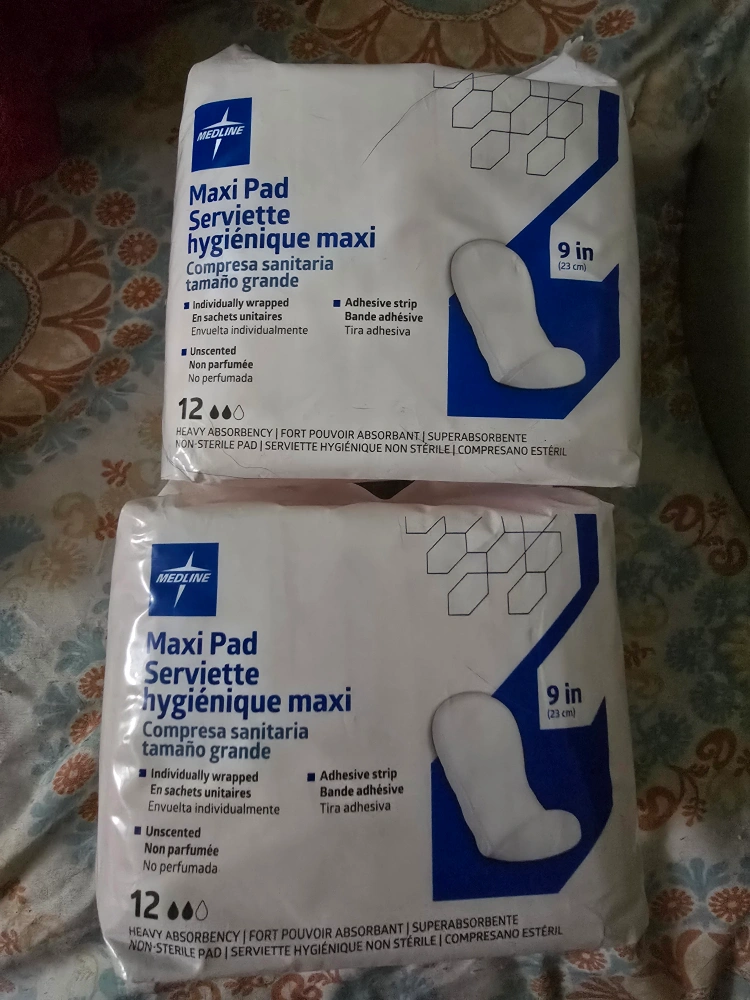 MEDLINE
Maxi Pad
Serviette
hygiénique maxi
Compresa sanitaria
tamaño grande
Individually wrapped
En sachets unitaires
Envuelta individualmente
Adhesive strip
Bande adhésive
Tira adhesiva
Unscented
Non parfumée
No perfumada
9 in
(23 cm)
12
HEAVY ABSORBENCY | FORT POUVOIR ABSORBANT | SUPERABSORBENTE
NON-STERILE PAD | SERVIETTE HYGIÉNIQUE NON STÉRILE | COMPRESANO ESTÉRIL
MEDLINE
Maxi Pad
Serviette
hygiénique maxi
Compresa sanitaria
tamaño grande
Individually wrapped
En sachets unitaires
Envuelta individualmente
Adhesive strip
Bande adhésive
Tira adhesiva
Unscented
Non parfumée
No perfumada
9 in
(23 cm)
12
HEAVY ABSORBENCY | FORT POUVOIR ABSORBANT | SUPERABSORBENTE
NON-STERILE PAD | SERVIETTE HYGIÉNIQUE NON STÉRILE | COMPRESANO ESTÉRIL